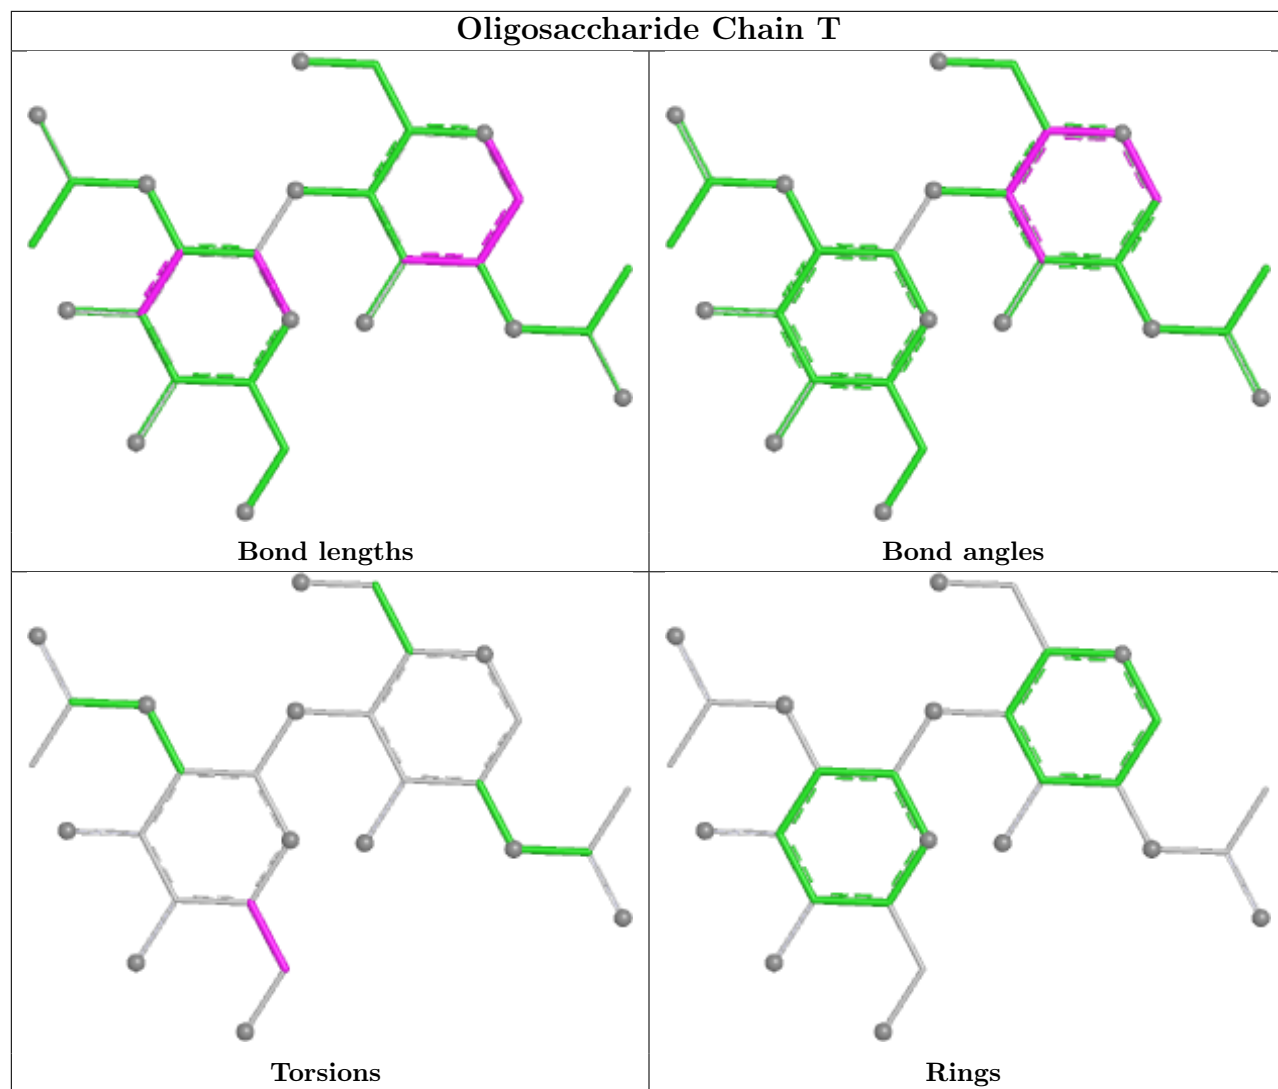 Oligosaccharide Chain T
Bond lengths
Bond angles
Torsions
Rings